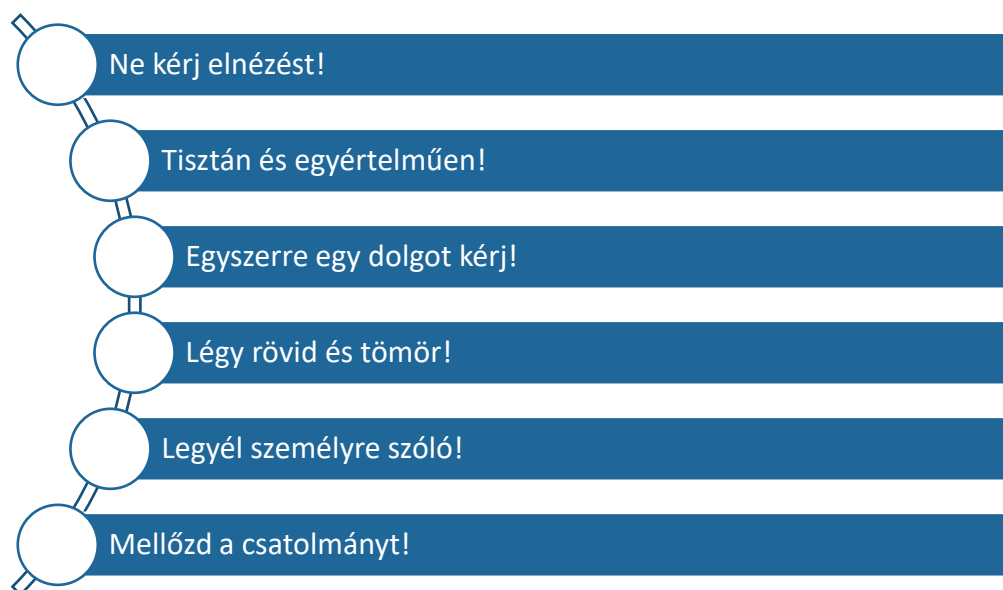 Ne kérj elnézést!
Tisztán és egyértelműen!
Egyszerre egy dolgot kérj!
Légy rövid és tömör!
Legyél személyre szóló!
Mellőzd a csatolmányt!